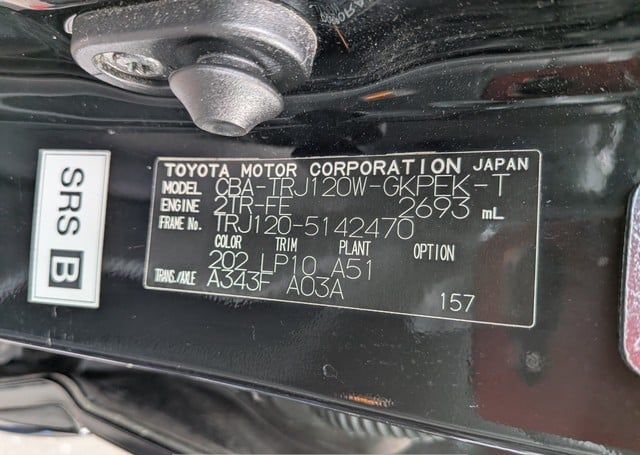 SRS B
TOYOTA MOTOR CORPORATION JAPAN
MODEL CBA-TRJ120W-GKPEK-T
ENGINE 2TR-FE 2693 mL
FRAME No. TRJ120-5142470
COLOR TRIM PLANT OPTION
202 LP10 A51
TRANS./AXLE A343F A03A
157